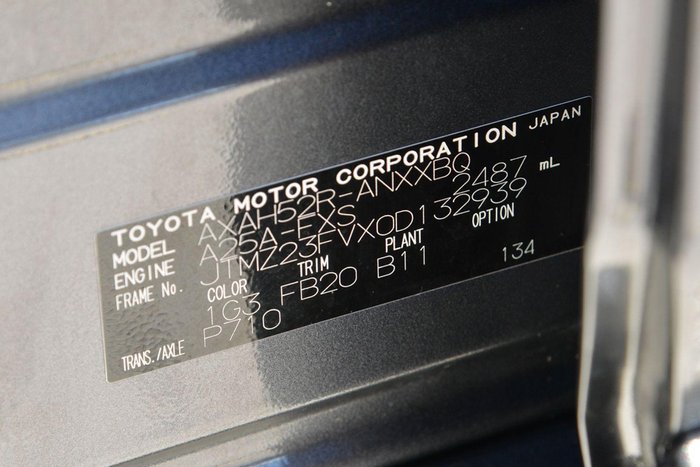 TOYOTA MOTOR CORPORATION JAPAN
MODEL AXAH52R-ANXXBQ
ENGINE A25A-FXS 2487 mL
FRAME No. JTMZ23FVX0D132939
COLOR TRIM PLANT OPTION
1G3 FB20 B11 134
TRANS./AXLE P710